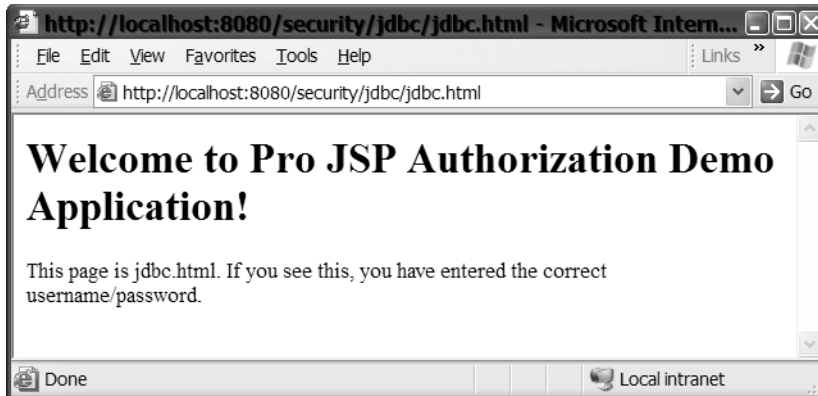 http://localhost:8080/security/jdbc/jdbc.html - Microsoft Intern...
File Edit View Favorites Tools Help Links »
Address http://localhost:8080/security/jdbc/jdbc.html Go
Welcome to Pro JSP Authorization Demo
Application!
This page is jdbc.html. If you see this, you have entered the correct
username/password.
Done Local intranet